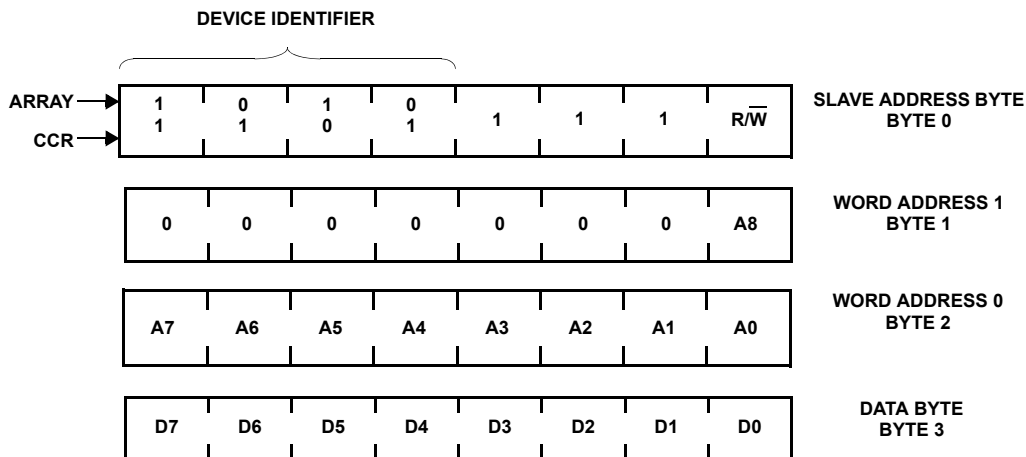 DEVICE IDENTIFIER
ARRAY 1 0 1 0 SLAVE ADDRESS BYTE
CCR 1 1 0 1 1 1 1 R/W̅ BYTE 0
WORD ADDRESS 1
0 0 0 0 0 0 0 A8 BYTE 1
WORD ADDRESS 0
A7 A6 A5 A4 A3 A2 A1 A0 BYTE 2
DATA BYTE
D7 D6 D5 D4 D3 D2 D1 D0 BYTE 3